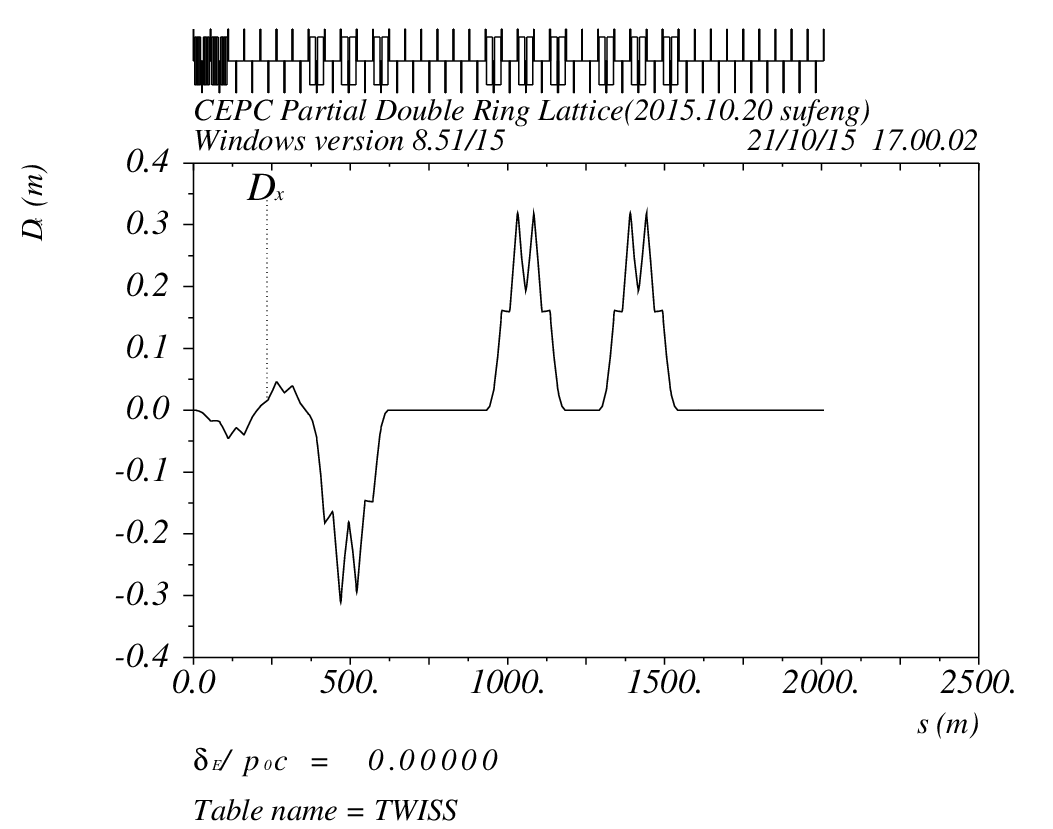 CEPC Partial Double Ring Lattice(2015.10.20 sufeng)
Windows version 8.51/15 21/10/15 17.00.02
Dx (m)
Dx
0.4
0.3
0.2
0.1
0.0
-0.1
-0.2
-0.3
-0.4
0.0 500. 1000. 1500. 2000. 2500.
s (m)
δE/ p0c = 0.00000
Table name = TWISS